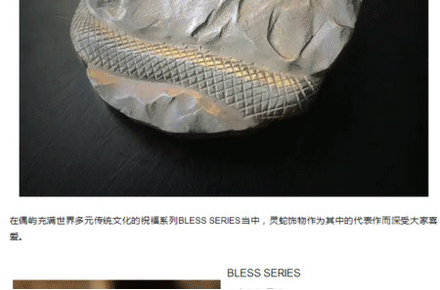 在偶屿充满世界多元传统文化的祝福系列BLESS SERIES当中，灵蛇饰物作为其中的代表作而深受大家喜
爱。
BLESS SERIES